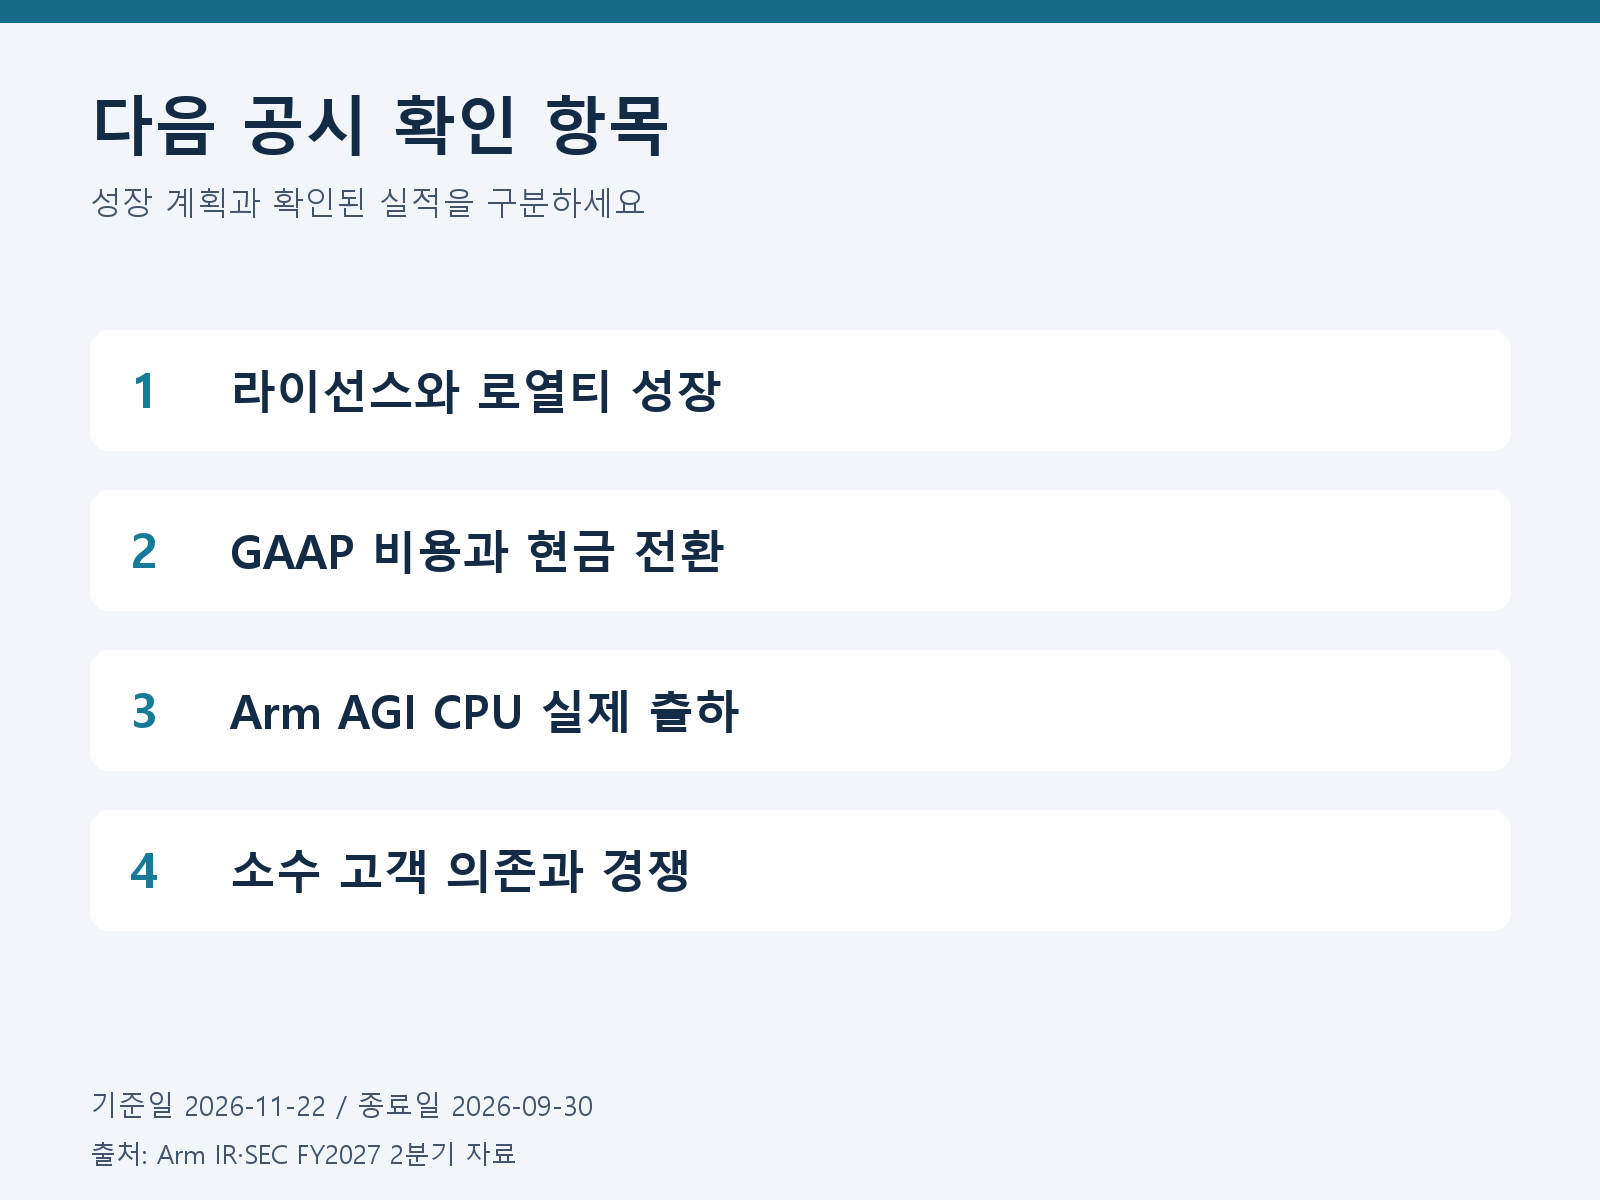 다음 공시 확인 항목
성장 계획과 확인된 실적을 구분하세요
1 라이선스와 로열티 성장
2 GAAP 비용과 현금 전환
3 Arm AGI CPU 실제 출하
4 소수 고객 의존과 경쟁
기준일 2026-11-22 / 종료일 2026-09-30
출처: Arm IR·SEC FY2027 2분기 자료